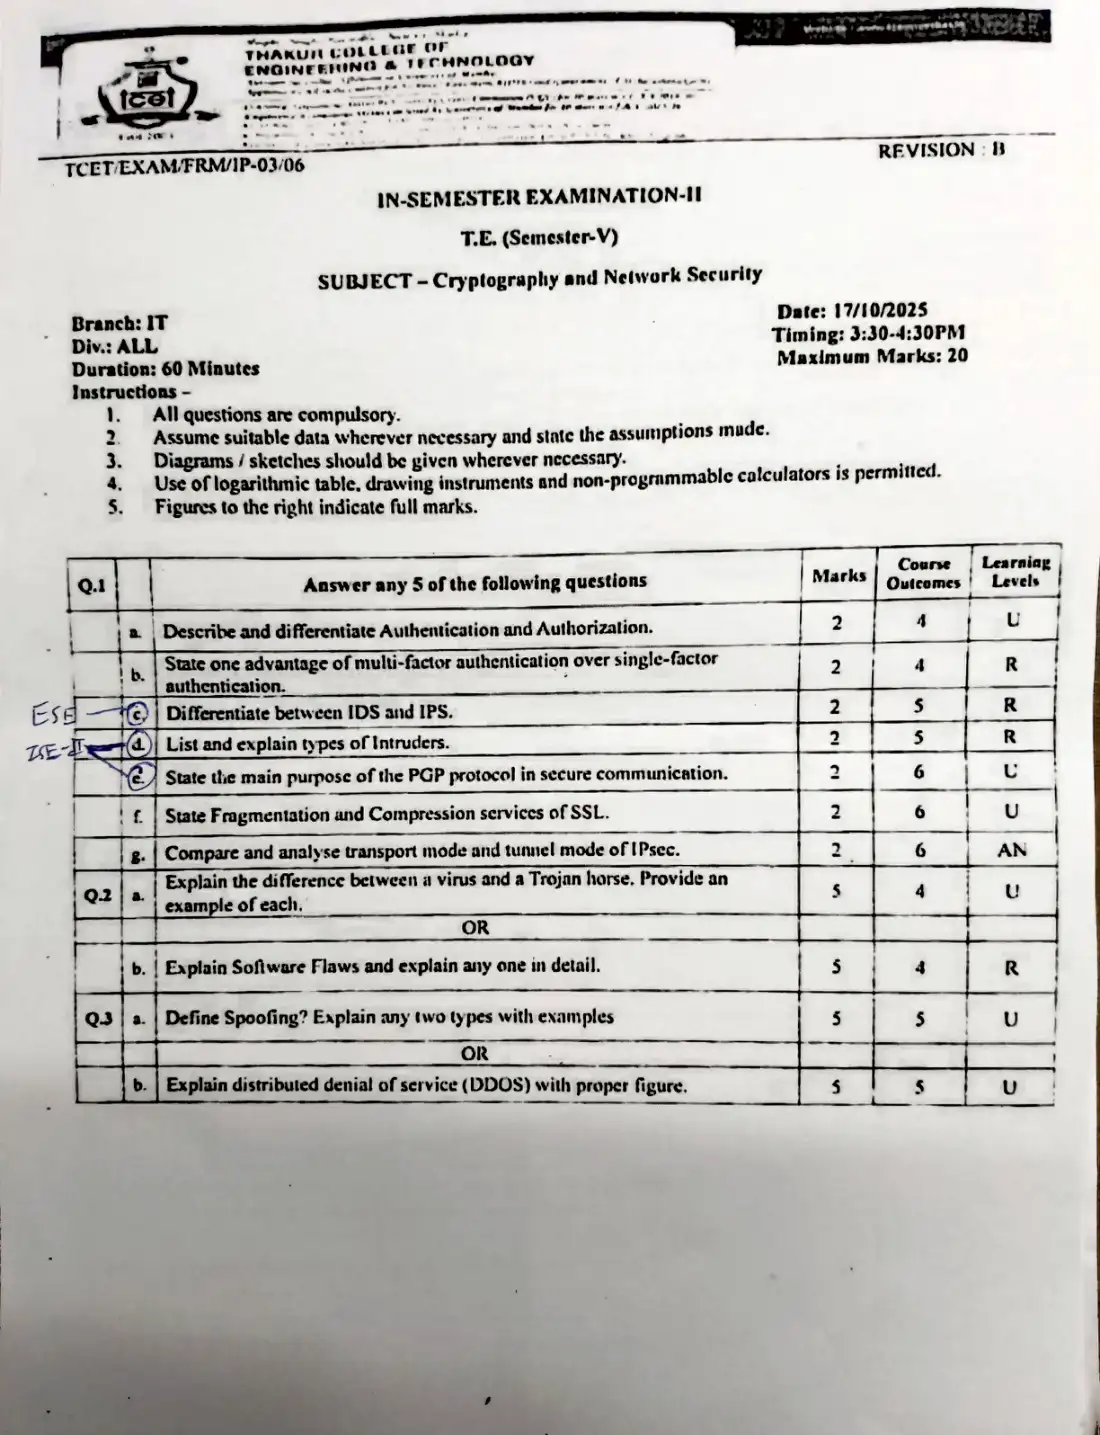 THAKUR COLLEGE OF
ENGINEERING & TECHNOLOGY
tcet
TCET/EXAM/FRM/IP-03/06
REVISION : B
IN-SEMESTER EXAMINATION-II
T.E. (Semester-V)
SUBJECT – Cryptography and Network Security
Branch: IT
Date: 17/10/2025
Div.: ALL
Timing: 3:30-4:30PM
Duration: 60 Minutes
Maximum Marks: 20
Instructions –
1. All questions are compulsory.
2. Assume suitable data wherever necessary and state the assumptions made.
3. Diagrams / sketches should be given wherever necessary.
4. Use of logarithmic table, drawing instruments and non-programmable calculators is permitted.
5. Figures to the right indicate full marks.
Q.1 Answer any 5 of the following questions Marks Course Outcomes Learning Levels
a. Describe and differentiate Authentication and Authorization. 2 4 U
b. State one advantage of multi-factor authentication over single-factor
authentication. 2 4 R
ESE c. Differentiate between IDS and IPS. 2 5 R
ISE-II d. List and explain types of Intruders. 2 5 R
e. State the main purpose of the PGP protocol in secure communication. 2 6 U
f. State Fragmentation and Compression services of SSL. 2 6 U
g. Compare and analyse transport mode and tunnel mode of IPsec. 2 6 AN
Q.2 a. Explain the difference between a virus and a Trojan horse. Provide an
example of each. 5 4 U
OR
b. Explain Software Flaws and explain any one in detail. 5 4 R
Q.3 a. Define Spoofing? Explain any two types with examples 5 5 U
OR
b. Explain distributed denial of service (DDOS) with proper figure. 5 5 U